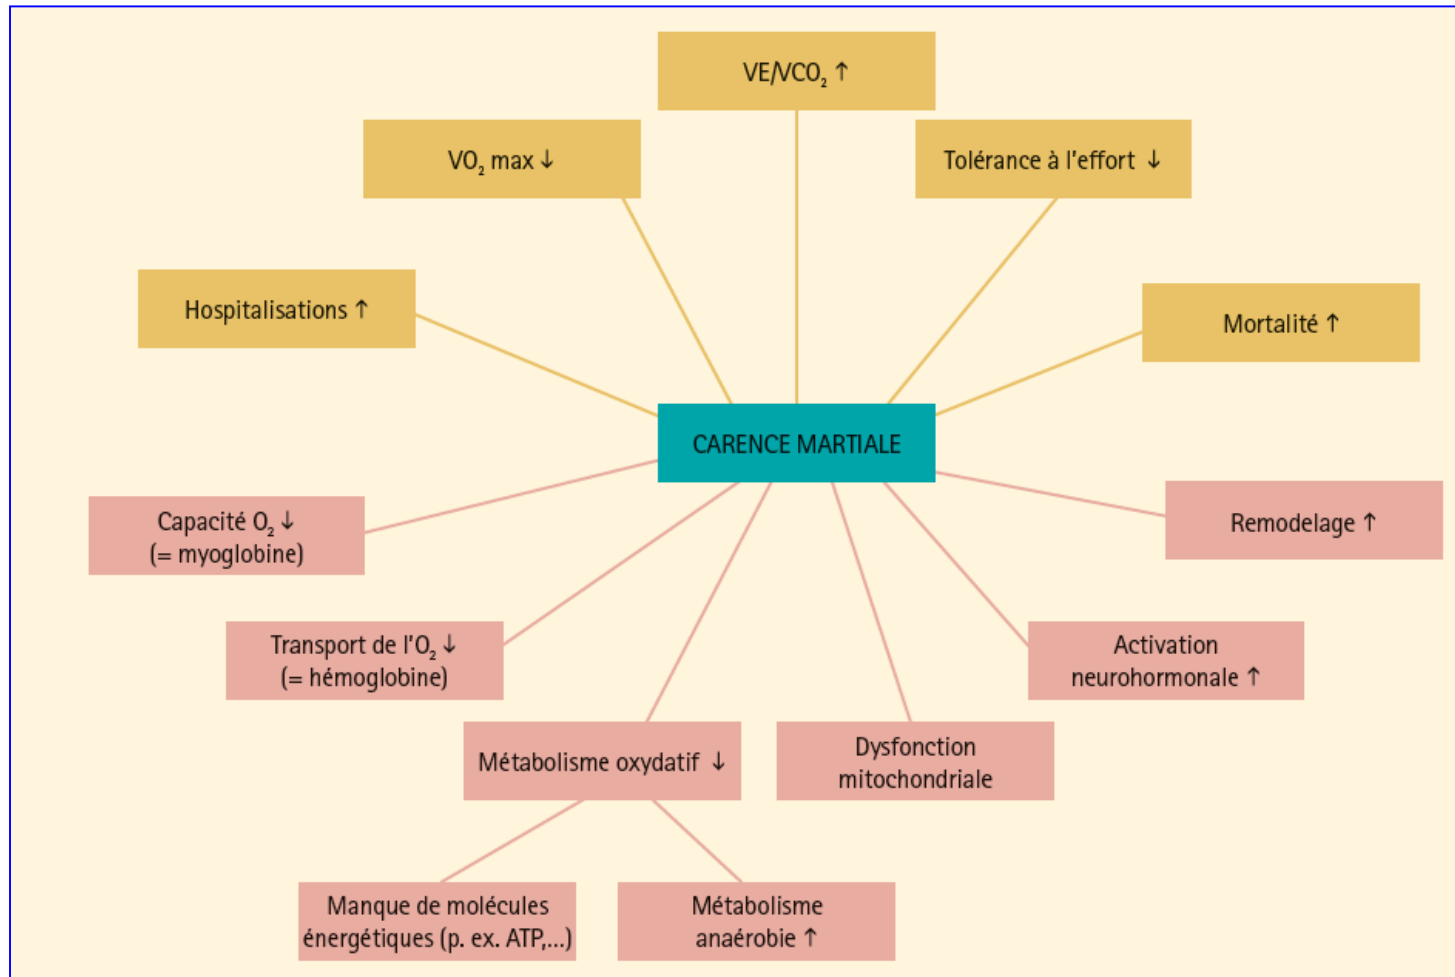 VE/VCO₂ ↑
VO₂ max ↓
Tolérance à l'effort ↓
Hospitalisations ↑
Mortalité ↑
CARENCE MARTIALE
Capacité O₂ ↓
(= myoglobine)
Remodelage ↑
Transport de l'O₂ ↓
(= hémoglobine)
Activation
neurohormonale ↑
Métabolisme oxydatif ↓
Dysfonction
mitochondriale
Manque de molécules
énergétiques (p. ex. ATP,...)
Métabolisme
anaérobie ↑